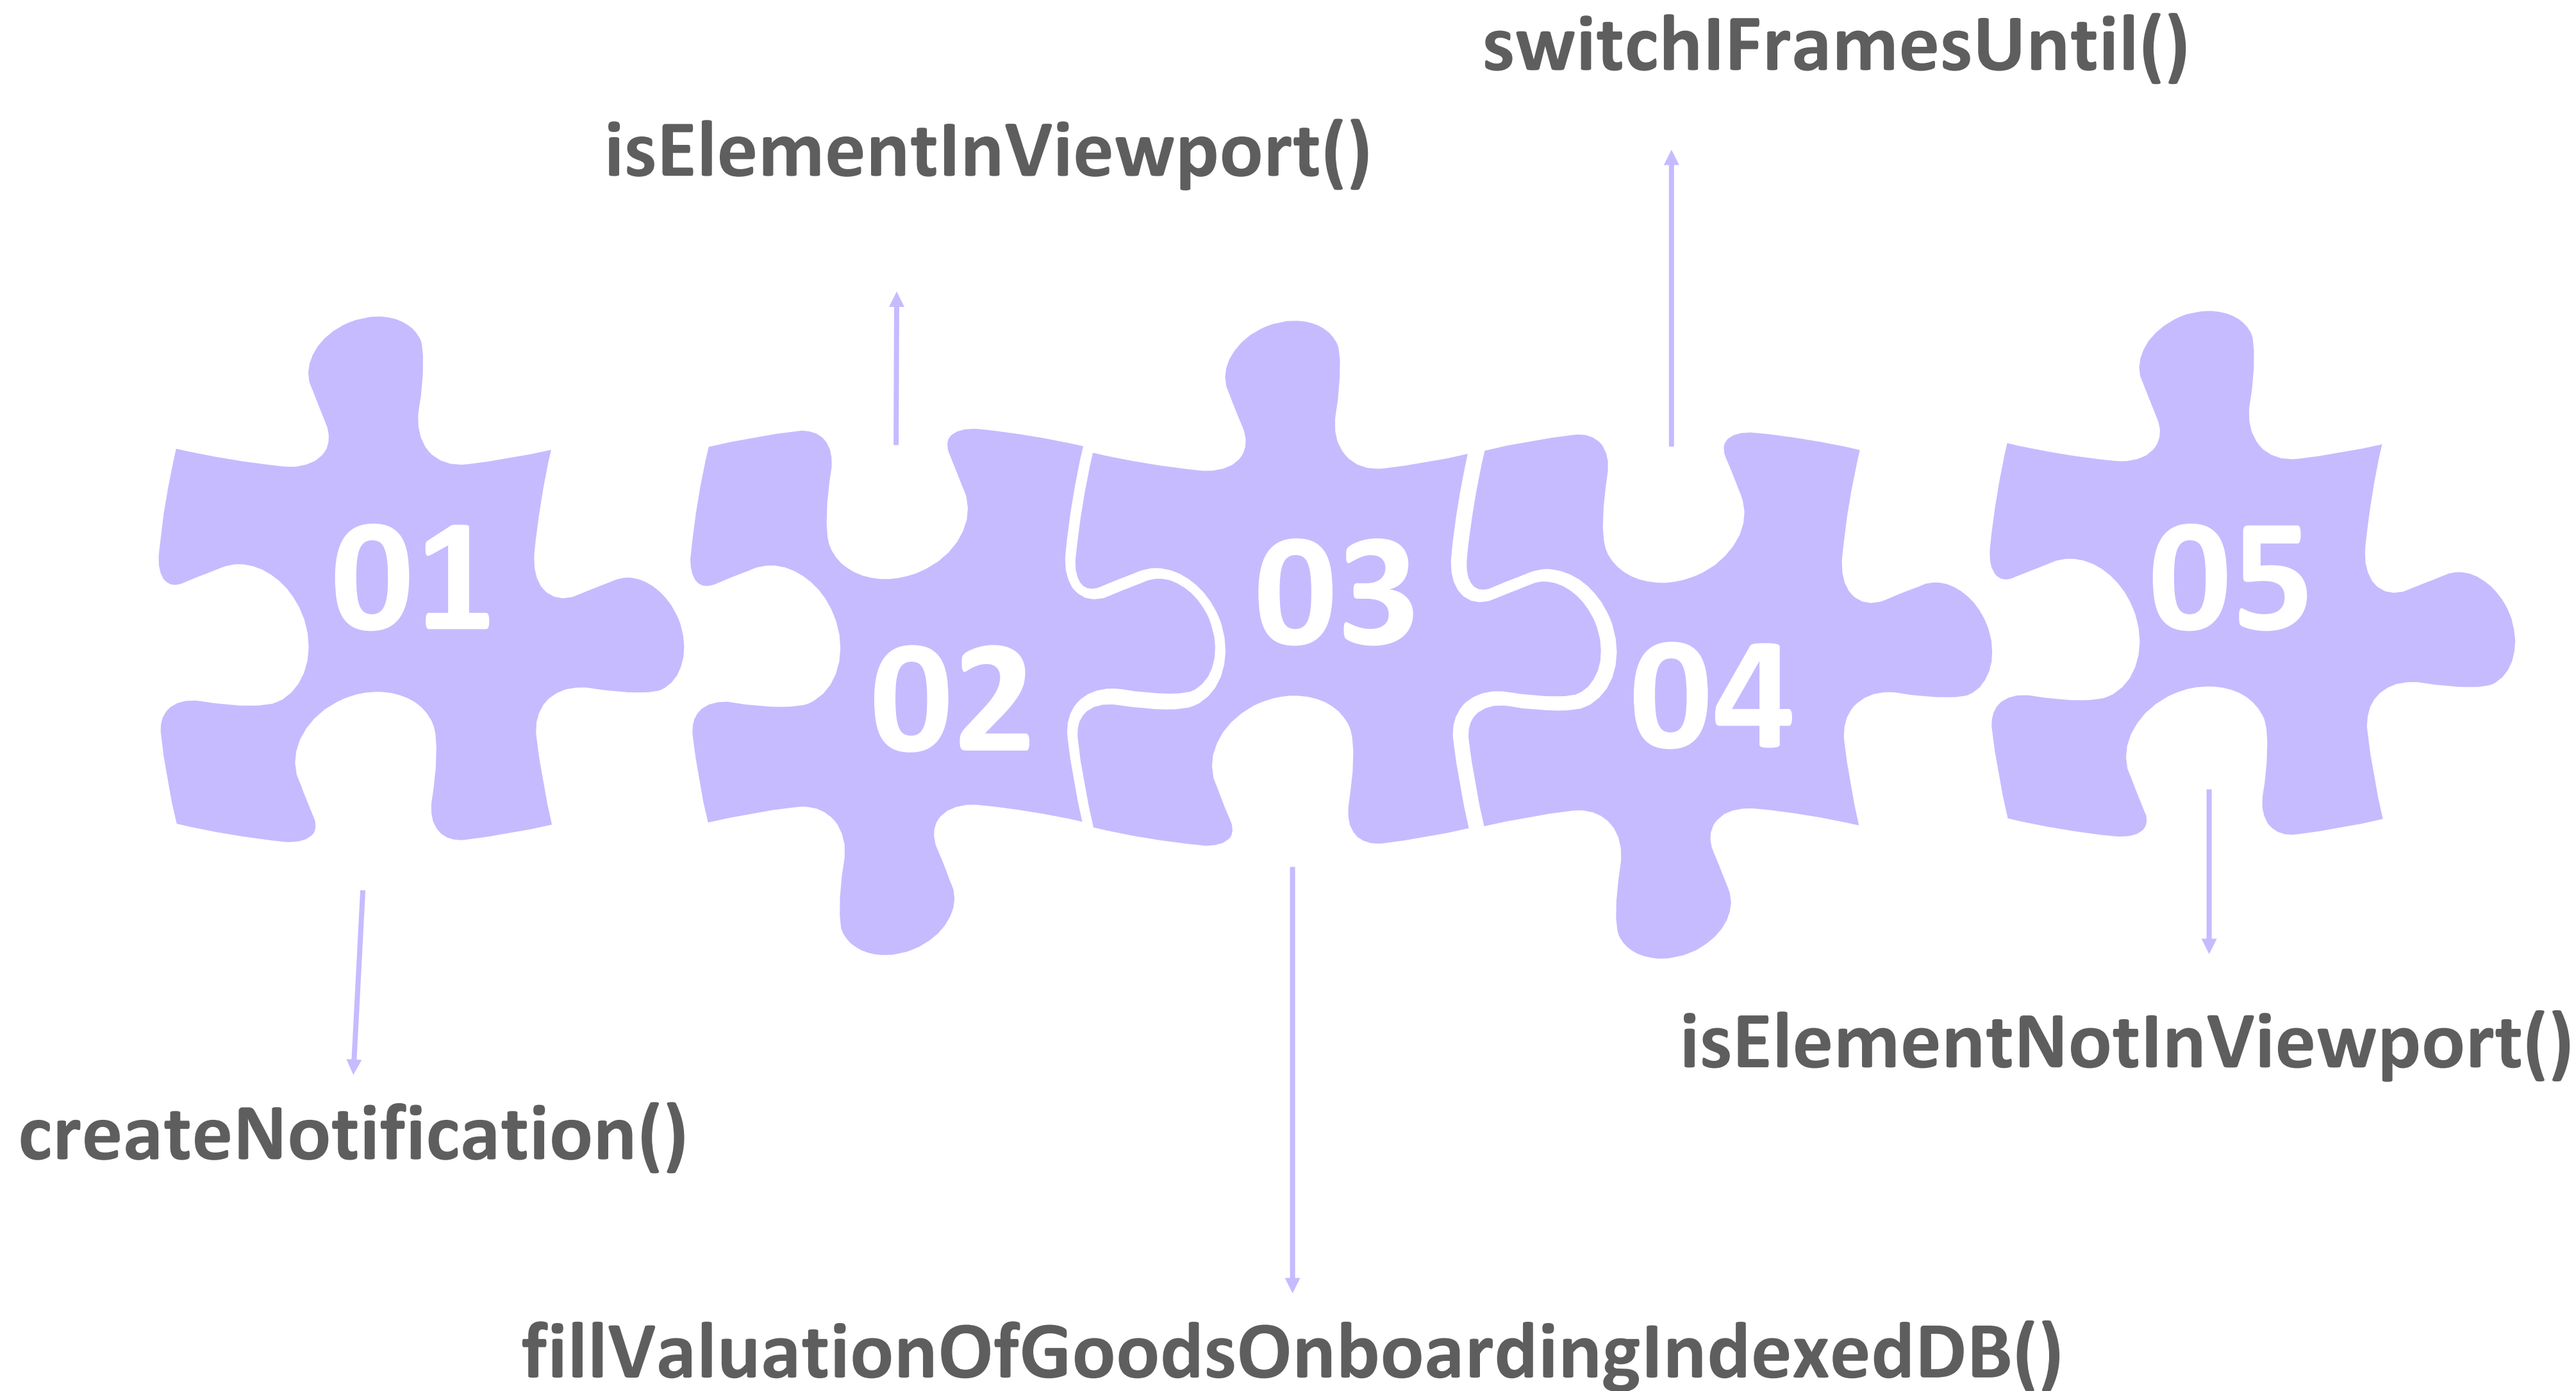 switchIFramesUntil()
isElementInViewport()
01
02
03
04
05
isElementNotInViewport()
createNotification()
fillValuationOfGoodsOnboardingIndexedDB()